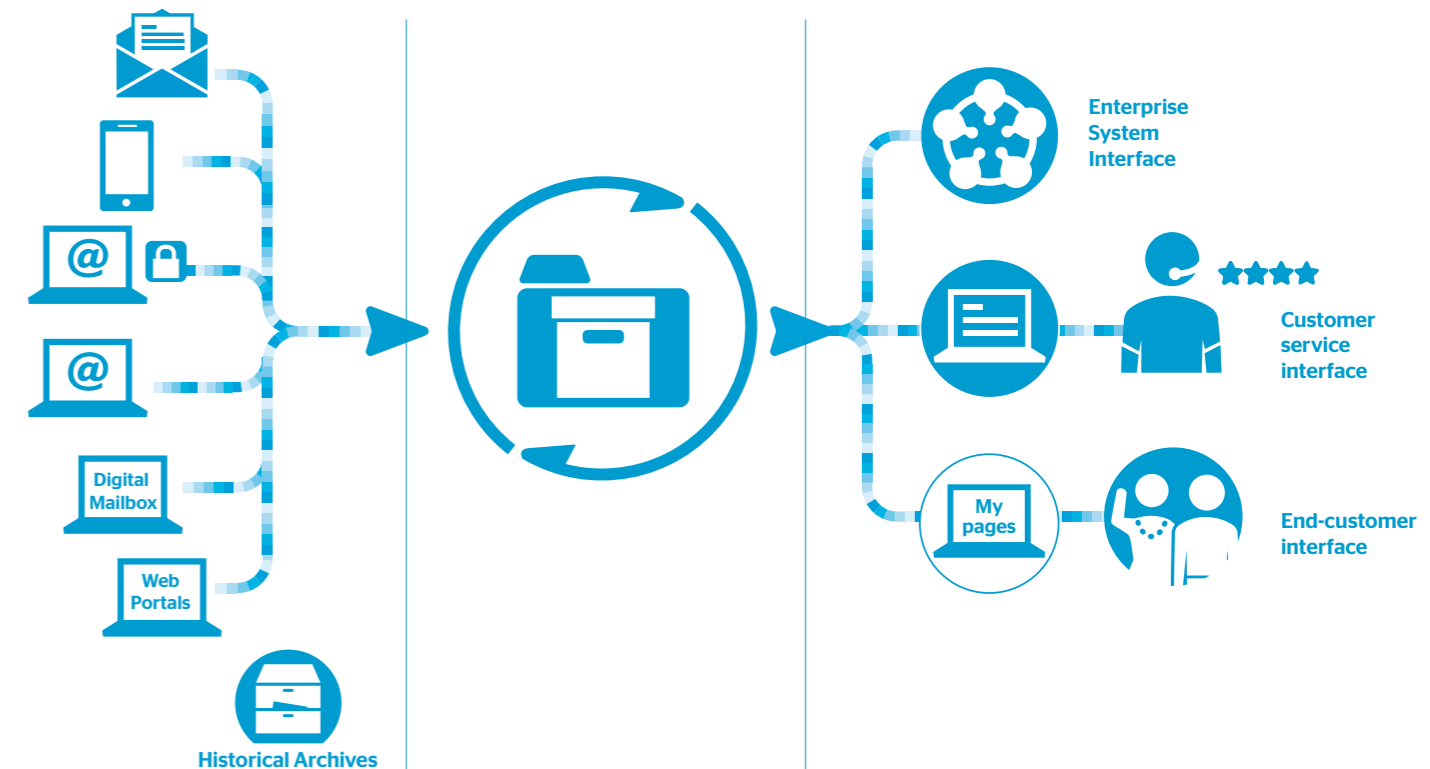 @
@
Digital
Mailbox
Web
Portals
Historical Archives
Enterprise
System
Interface
Customer
service
interface
My
pages
End-customer
interface